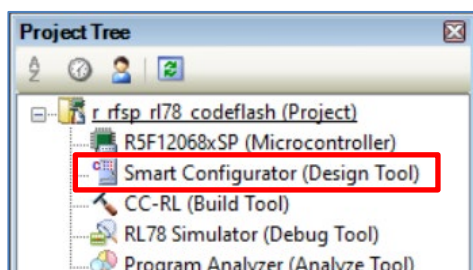 Project Tree
r_rfsp_rl78_codeflash (Project)
R5F12068xSP (Microcontroller)
Smart Configurator (Design Tool)
CC-RL (Build Tool)
RL78 Simulator (Debug Tool)
Program Analyzer (Analyze Tool)